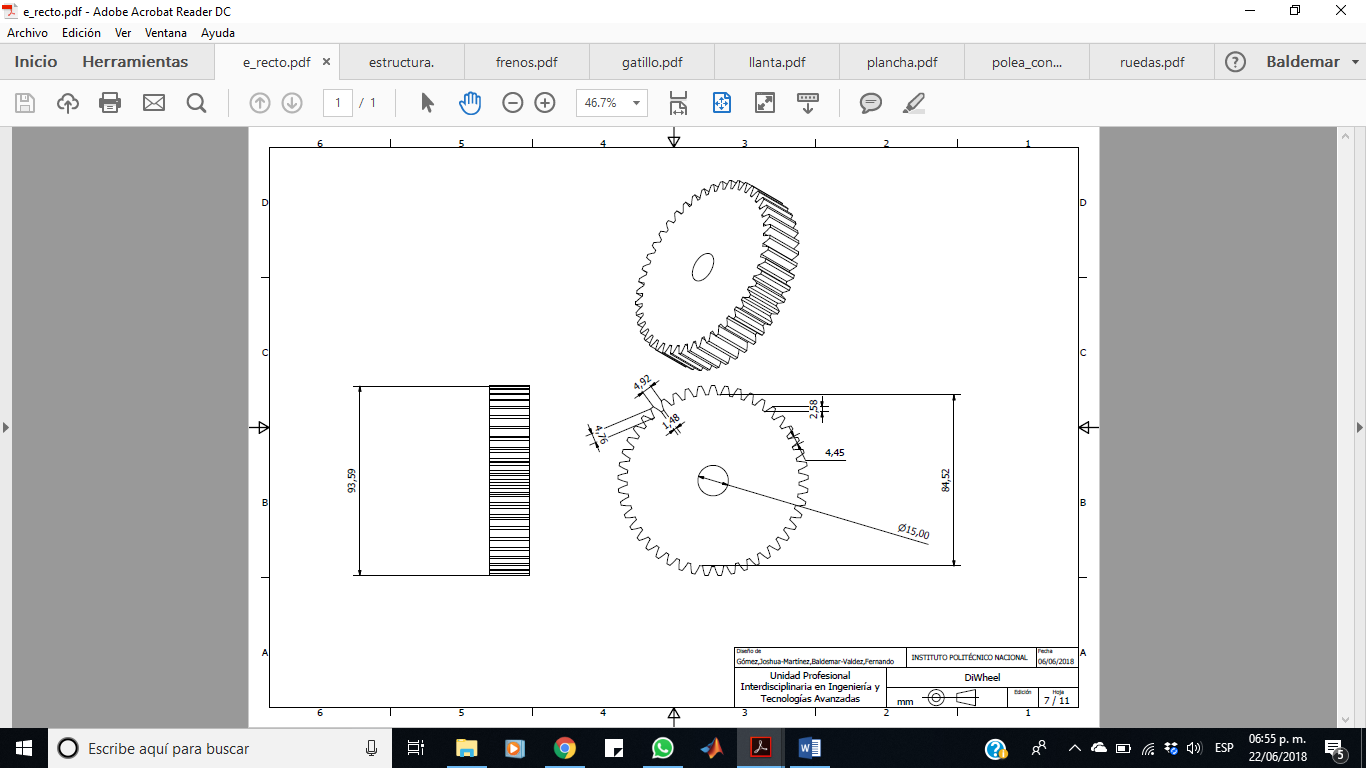 e_recto.pdf - Adobe Acrobat Reader DC
Archivo Edición Ver Ventana Ayuda
Inicio Herramientas e_recto.pdf × estructura. frenos.pdf gatillo.pdf llanta.pdf plancha.pdf polea_con... ruedas.pdf ? Baldemar
1 / 1 46.7%
6 5 4 3 2 1
D D
C C
4,92
1,48
4,76
2,58
4,45
93,59
84,52
B B
Ø15,00
A A
Diseño de
Gómez,Joshua-Martínez,Baldemar-Valdez,Fernando
INSTITUTO POLITÉCNICO NACIONAL
Fecha
06/06/2018
Unidad Profesional
Interdisciplinaria en Ingeniería y
Tecnologías Avanzadas
DiWheel
mm
Edición
Hoja
7 / 11
6 5 4 3 2 1
Escribe aquí para buscar
ESP
06:55 p. m.
22/06/2018
5